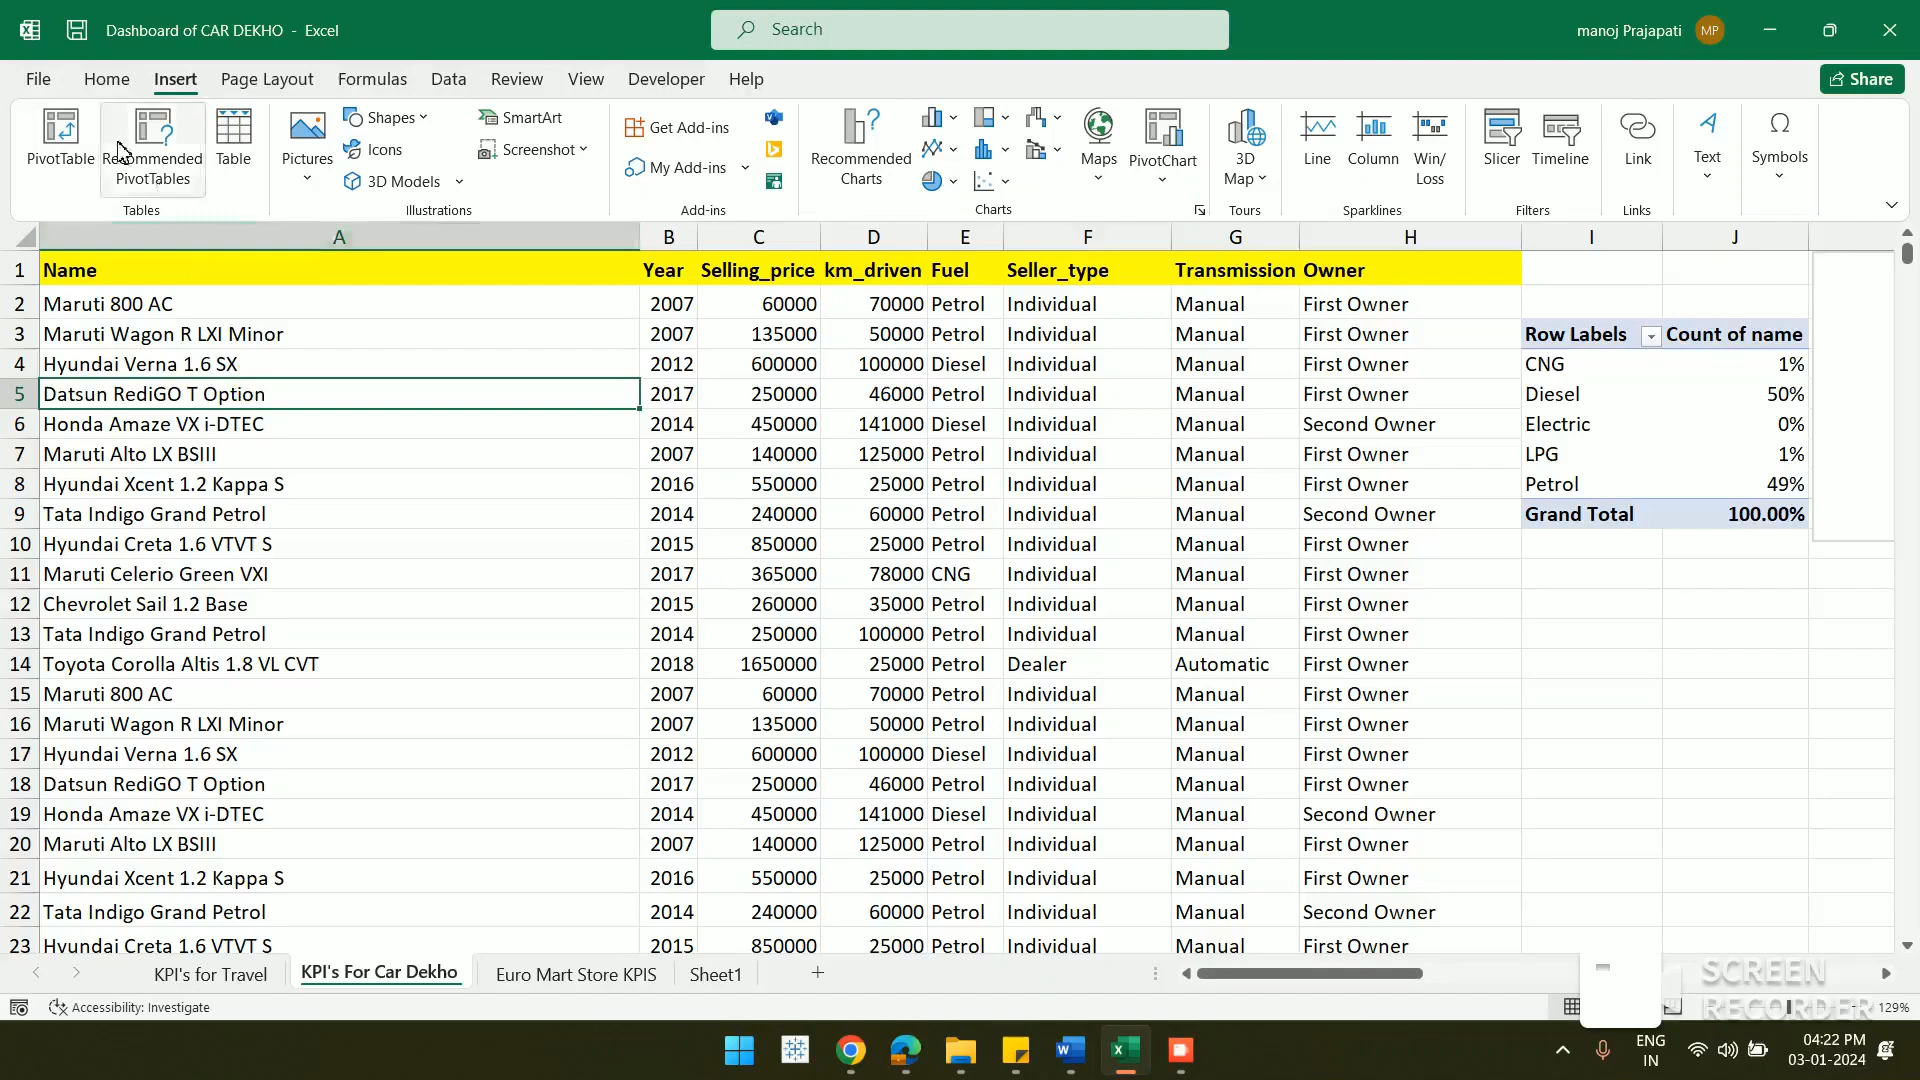 Dashboard of CAR DEKHO - Excel
Search
manoj Prajapati MP
File Home Insert Page Layout Formulas Data Review View Developer Help Share
PivotTable
Recommended PivotTables
Table
Pictures
Shapes
Icons
3D Models
SmartArt
Screenshot
Get Add-ins
My Add-ins
Recommended Charts
Maps
PivotChart
3D Map
Line
Column
Win/ Loss
Slicer
Timeline
Link
Text
Symbols
Tables Illustrations Add-ins Charts Tours Sparklines Filters Links
A B C D E F G H I J
1 Name Year Selling_price km_driven Fuel Seller_type Transmission Owner
2 Maruti 800 AC 2007 60000 70000 Petrol Individual Manual First Owner
3 Maruti Wagon R LXI Minor 2007 135000 50000 Petrol Individual Manual First Owner Row Labels Count of name
4 Hyundai Verna 1.6 SX 2012 600000 100000 Diesel Individual Manual First Owner CNG 1%
5 Datsun RediGO T Option 2017 250000 46000 Petrol Individual Manual First Owner Diesel 50%
6 Honda Amaze VX i-DTEC 2014 450000 141000 Diesel Individual Manual Second Owner Electric 0%
7 Maruti Alto LX BSIII 2007 140000 125000 Petrol Individual Manual First Owner LPG 1%
8 Hyundai Xcent 1.2 Kappa S 2016 550000 25000 Petrol Individual Manual First Owner Petrol 49%
9 Tata Indigo Grand Petrol 2014 240000 60000 Petrol Individual Manual Second Owner Grand Total 100.00%
10 Hyundai Creta 1.6 VTVT S 2015 850000 25000 Petrol Individual Manual First Owner
11 Maruti Celerio Green VXI 2017 365000 78000 CNG Individual Manual First Owner
12 Chevrolet Sail 1.2 Base 2015 260000 35000 Petrol Individual Manual First Owner
13 Tata Indigo Grand Petrol 2014 250000 100000 Petrol Individual Manual First Owner
14 Toyota Corolla Altis 1.8 VL CVT 2018 1650000 25000 Petrol Dealer Automatic First Owner
15 Maruti 800 AC 2007 60000 70000 Petrol Individual Manual First Owner
16 Maruti Wagon R LXI Minor 2007 135000 50000 Petrol Individual Manual First Owner
17 Hyundai Verna 1.6 SX 2012 600000 100000 Diesel Individual Manual First Owner
18 Datsun RediGO T Option 2017 250000 46000 Petrol Individual Manual First Owner
19 Honda Amaze VX i-DTEC 2014 450000 141000 Diesel Individual Manual Second Owner
20 Maruti Alto LX BSIII 2007 140000 125000 Petrol Individual Manual First Owner
21 Hyundai Xcent 1.2 Kappa S 2016 550000 25000 Petrol Individual Manual First Owner
22 Tata Indigo Grand Petrol 2014 240000 60000 Petrol Individual Manual Second Owner
23 Hyundai Creta 1.6 VTVT S 2015 850000 25000 Petrol Individual Manual First Owner
KPI's for Travel KPI's For Car Dekho Euro Mart Store KPIS Sheet1
SCREEN
RECORDER
Accessibility: Investigate 129%
ENG
IN
04:22 PM
03-01-2024